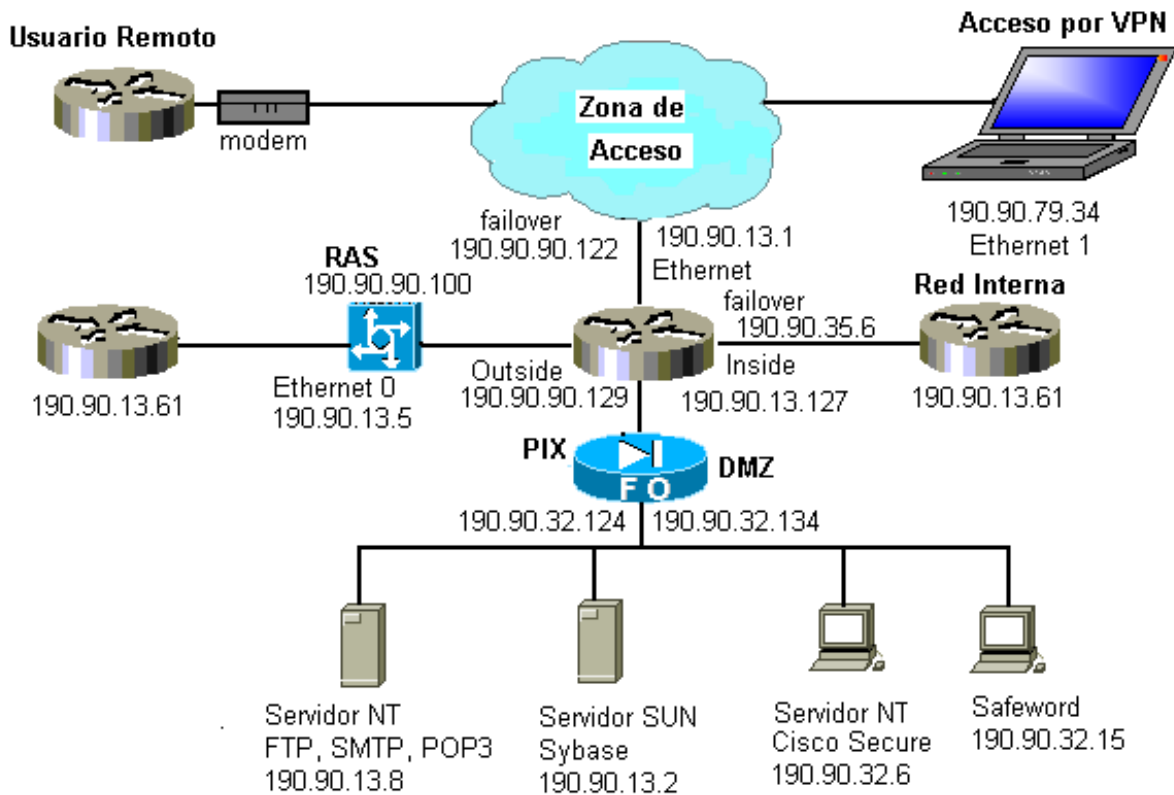 Usuario Remoto
Acceso por VPN
modem
Zona de
Acceso
190.90.79.34
Ethernet 1
failover
190.90.90.122
190.90.13.1
Ethernet
RAS
190.90.90.100
failover
190.90.35.6
Red Interna
190.90.13.61
Ethernet 0
190.90.13.5
Outside
190.90.90.129
Inside
190.90.13.127
190.90.13.61
PIX
F O
DMZ
190.90.32.124
190.90.32.134
Servidor NT
FTP, SMTP, POP3
190.90.13.8
Servidor SUN
Sybase
190.90.13.2
Servidor NT
Cisco Secure
190.90.32.6
Safeword
190.90.32.15